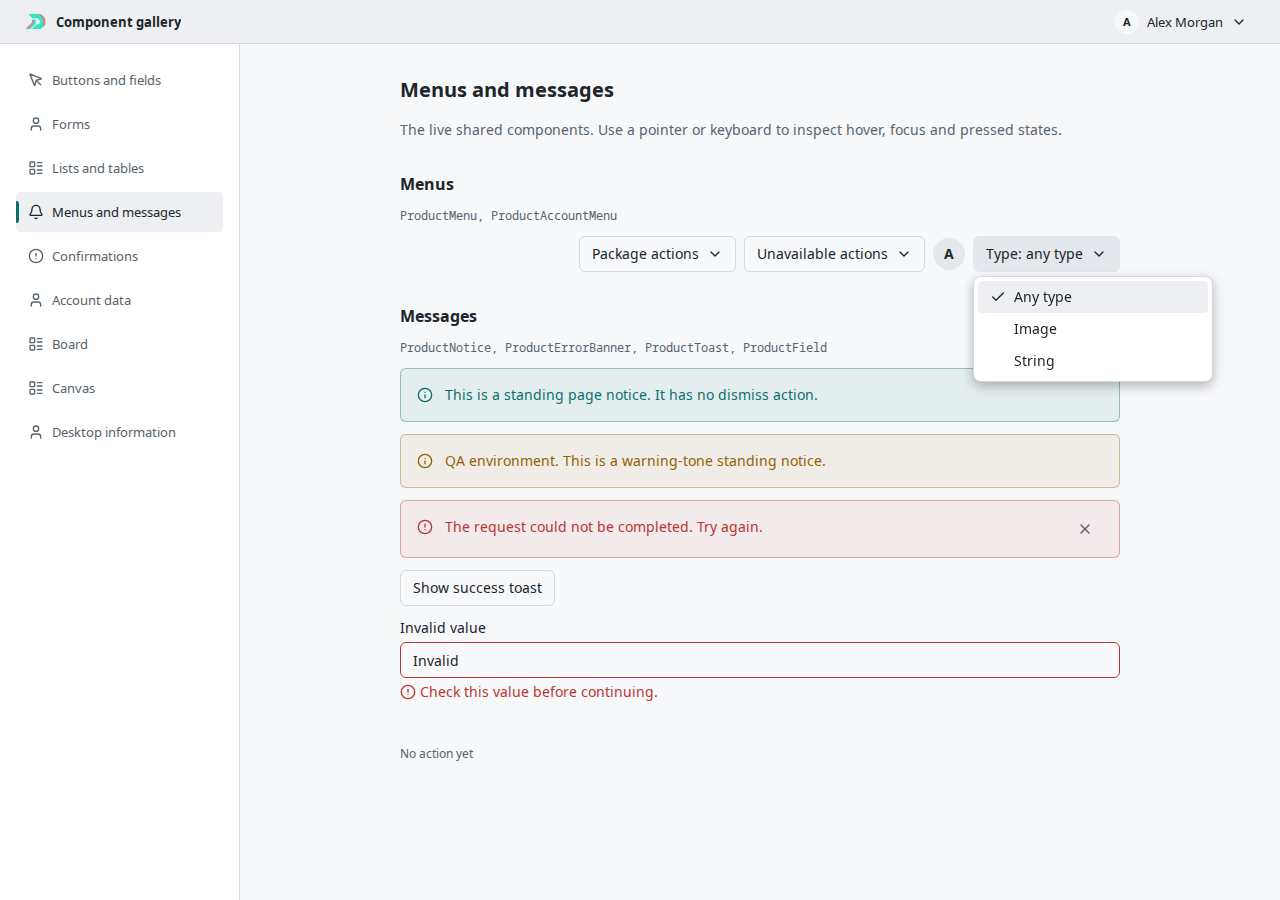 Component gallery
A
Alex Morgan
Buttons and fields
Forms
Lists and tables
Menus and messages
Confirmations
Account data
Board
Canvas
Desktop information
Menus and messages
The live shared components. Use a pointer or keyboard to inspect hover, focus and pressed states.
Menus
ProductMenu, ProductAccountMenu
Package actions
Unavailable actions
A
Type: any type
Any type
Image
String
Messages
ProductNotice, ProductErrorBanner, ProductToast, ProductField
This is a standing page notice. It has no dismiss action.
QA environment. This is a warning-tone standing notice.
The request could not be completed. Try again.
Show success toast
Invalid value
Invalid
Check this value before continuing.
No action yet